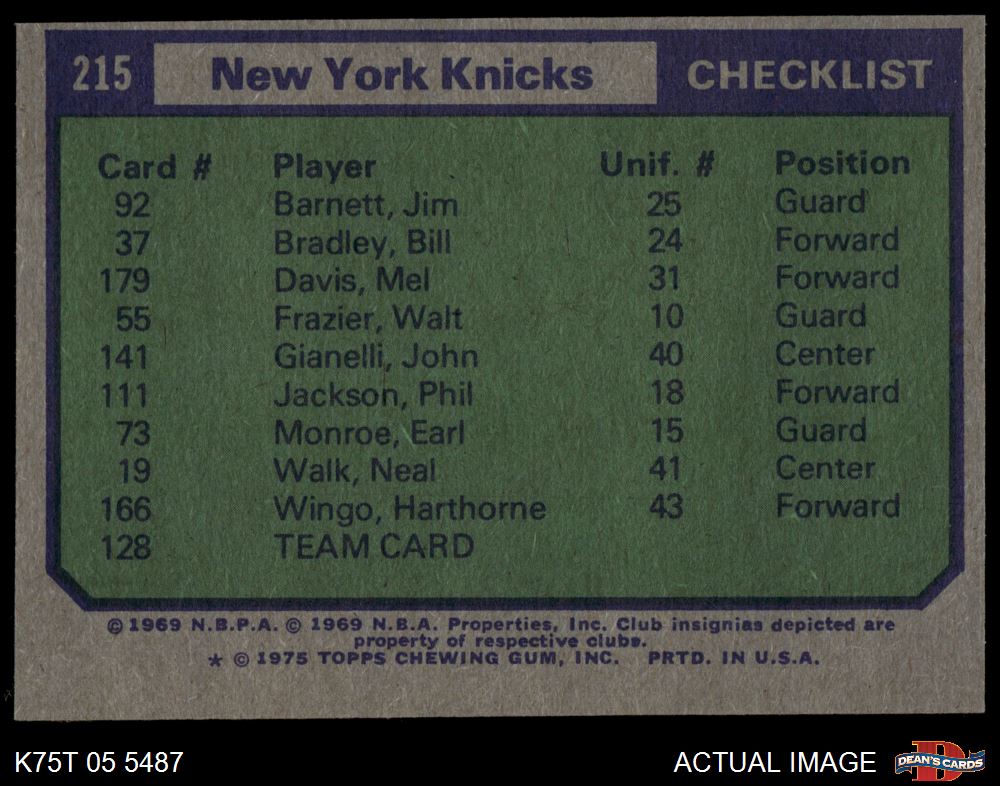 215 New York Knicks CHECKLIST
Card # Player Unif. # Position
92 Barnett, Jim 25 Guard
37 Bradley, Bill 24 Forward
179 Davis, Mel 31 Forward
55 Frazier, Walt 10 Guard
141 Gianelli, John 40 Center
111 Jackson, Phil 18 Forward
73 Monroe, Earl 15 Guard
19 Walk, Neal 41 Center
166 Wingo, Harthorne 43 Forward
128 TEAM CARD
© 1969 N.B.P.A. © 1969 N.B.A. Properties, Inc. Club insignias depicted are
property of respective clubs.
* © 1975 TOPPS CHEWING GUM, INC. PRTD. IN U.S.A.
K75T 05 5487 ACTUAL IMAGE D DEAN'S CARDS